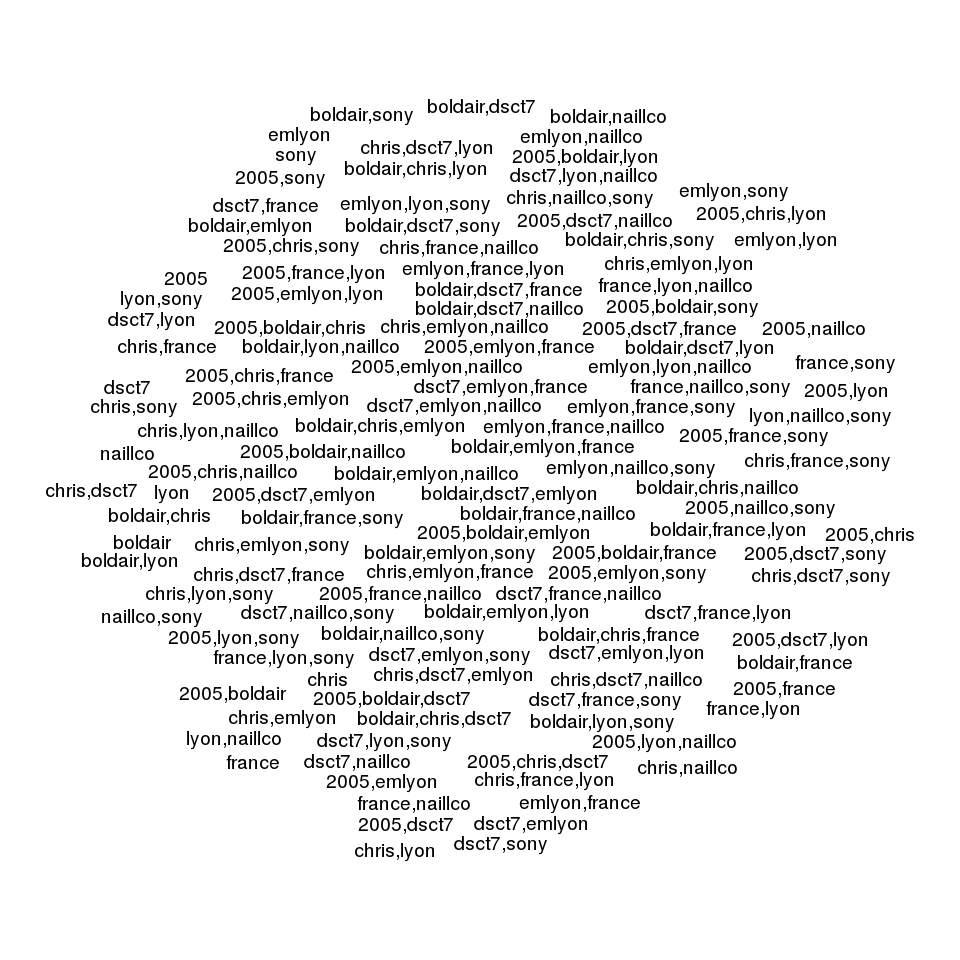 boldair,sony boldair,dsct7 boldair,naillco
emlyon emlyon,naillco
sony chris,dsct7,lyon 2005,boldair,lyon
2005,sony boldair,chris,lyon dsct7,lyon,naillco
dsct7,france emlyon,lyon,sony chris,naillco,sony emlyon,sony
boldair,emlyon boldair,dsct7,sony 2005,dsct7,naillco 2005,chris,lyon
2005,chris,sony chris,france,naillco boldair,chris,sony emlyon,lyon
2005 2005,france,lyon emlyon,france,lyon chris,emlyon,lyon
lyon,sony 2005,emlyon,lyon boldair,dsct7,france france,lyon,naillco
dsct7,lyon boldair,dsct7,naillco 2005,boldair,sony
2005,boldair,chris chris,emlyon,naillco 2005,dsct7,france 2005,naillco
chris,france boldair,lyon,naillco 2005,emlyon,france boldair,dsct7,lyon
2005,chris,france 2005,emlyon,naillco emlyon,lyon,naillco france,sony
dsct7 2005,chris,emlyon dsct7,emlyon,france france,naillco,sony 2005,lyon
chris,sony dsct7,emlyon,naillco emlyon,france,sony lyon,naillco,sony
chris,lyon,naillco boldair,chris,emlyon emlyon,france,naillco 2005,france,sony
naillco 2005,boldair,naillco boldair,emlyon,france chris,france,sony
2005,chris,naillco boldair,emlyon,naillco emlyon,naillco,sony
chris,dsct7 lyon 2005,dsct7,emlyon boldair,dsct7,emlyon boldair,chris,naillco
boldair,chris boldair,france,sony boldair,france,naillco 2005,naillco,sony
2005,boldair,emlyon boldair,france,lyon 2005,chris
boldair chris,emlyon,sony boldair,emlyon,sony 2005,boldair,france 2005,dsct7,sony
boldair,lyon chris,dsct7,france chris,emlyon,france 2005,emlyon,sony chris,dsct7,sony
chris,lyon,sony 2005,france,naillco dsct7,france,naillco
naillco,sony dsct7,naillco,sony boldair,emlyon,lyon dsct7,france,lyon
2005,lyon,sony boldair,naillco,sony boldair,chris,france 2005,dsct7,lyon
france,lyon,sony dsct7,emlyon,sony dsct7,emlyon,lyon boldair,france
chris chris,dsct7,emlyon chris,dsct7,naillco 2005,france
2005,boldair 2005,boldair,dsct7 dsct7,france,sony france,lyon
chris,emlyon boldair,chris,dsct7 boldair,lyon,sony
lyon,naillco dsct7,lyon,sony 2005,lyon,naillco
france dsct7,naillco 2005,chris,dsct7 chris,naillco
2005,emlyon chris,france,lyon
france,naillco emlyon,france
2005,dsct7 dsct7,emlyon
chris,lyon dsct7,sony